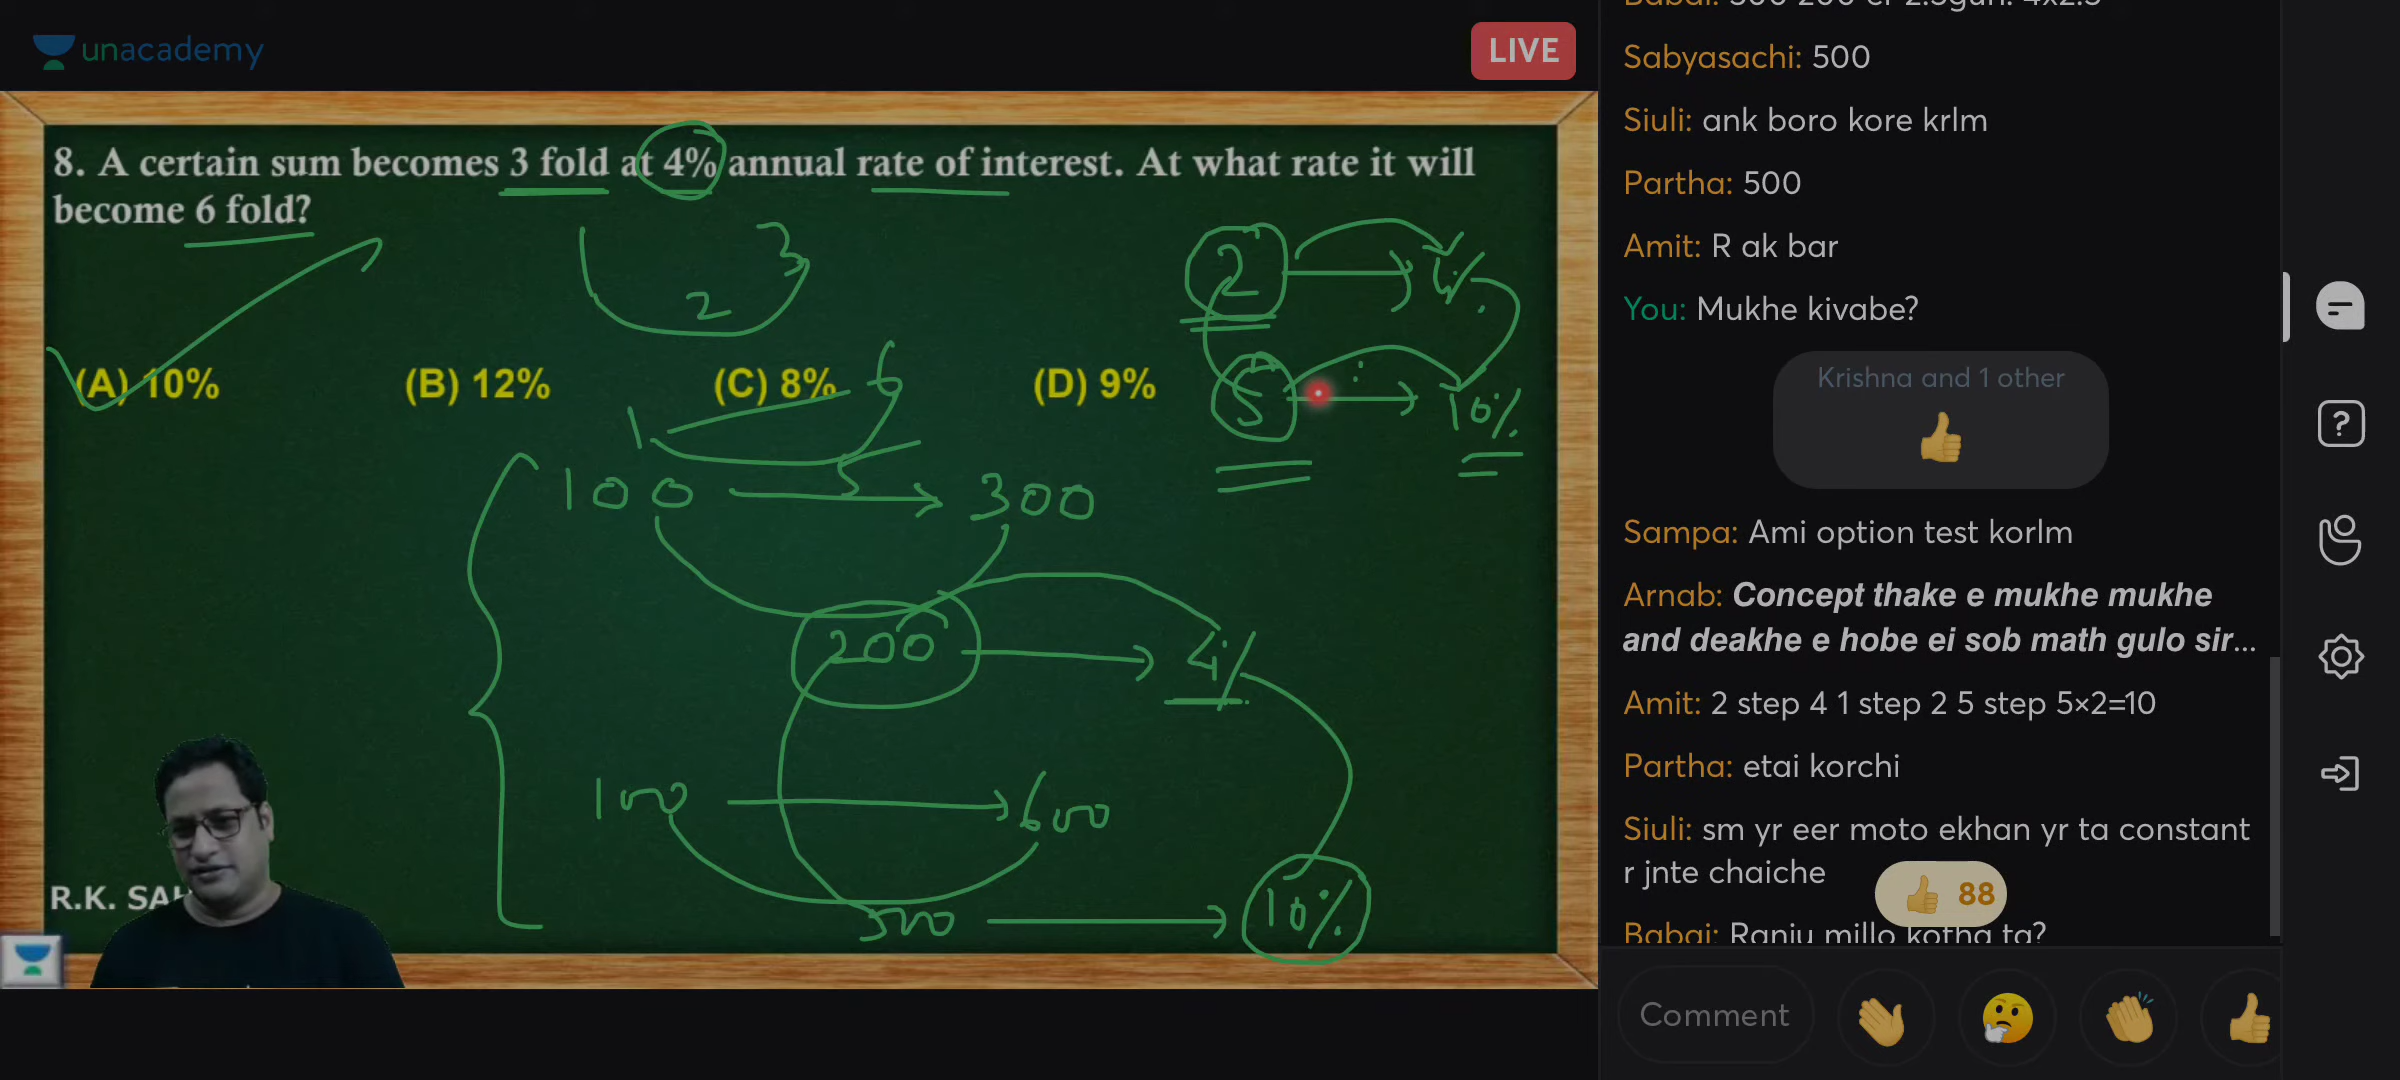 unacademy
LIVE
8. A certain sum becomes 3 fold at 4% annual rate of interest. At what rate it will
become 6 fold?
3
2
2 → 4%
(A) 10%
(B) 12%
(C) 8%
(D) 9%
5 → 10%
1
6
5
100 → 300
200 → 4%
100 → 600
500 → 10%
R.K. SAH
Sabyasachi: 500
Siuli: ank boro kore krlm
Partha: 500
Amit: R ak bar
You: Mukhe kivabe?
Krishna and 1 other
Sampa: Ami option test korlm
Arnab: Concept thake e mukhe mukhe
and deakhe e hobe ei sob math gulo sir...
Amit: 2 step 4 1 step 2 5 step 5×2=10
Partha: etai korchi
Siuli: sm yr eer moto ekhan yr ta constant
r jnte chaiche
88
Babai: Ranju millo kotha ta?
Comment